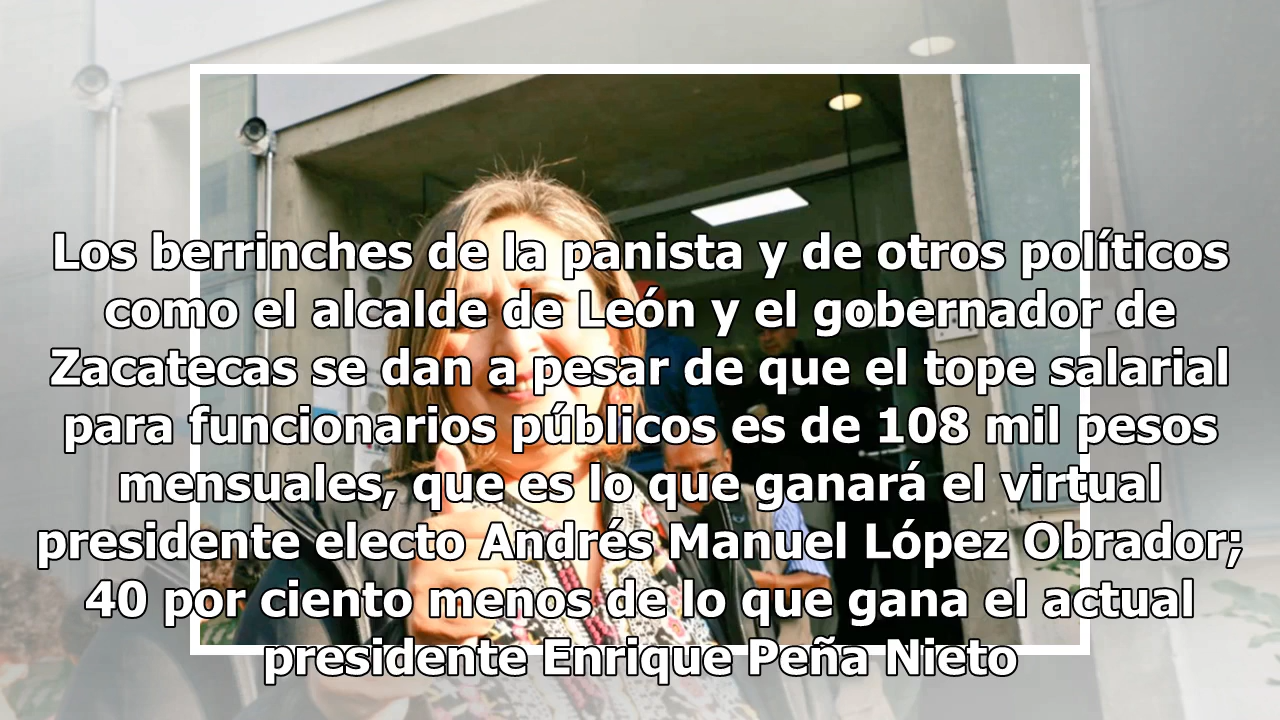 Los berrinches de la panista y de otros políticos
como el alcalde de León y el gobernador de
Zacatecas se dan a pesar de que el tope salarial
para funcionarios públicos es de 108 mil pesos
mensuales, que es lo que ganará el virtual
presidente electo Andrés Manuel López Obrador;
40 por ciento menos de lo que gana el actual
presidente Enrique Peña Nieto